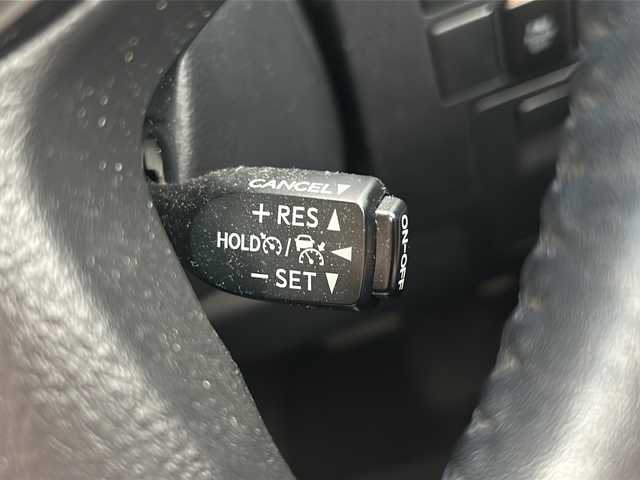 CANCEL▼
+ RES ▲
HOLD / ◀
− SET ▼
ON-OFF